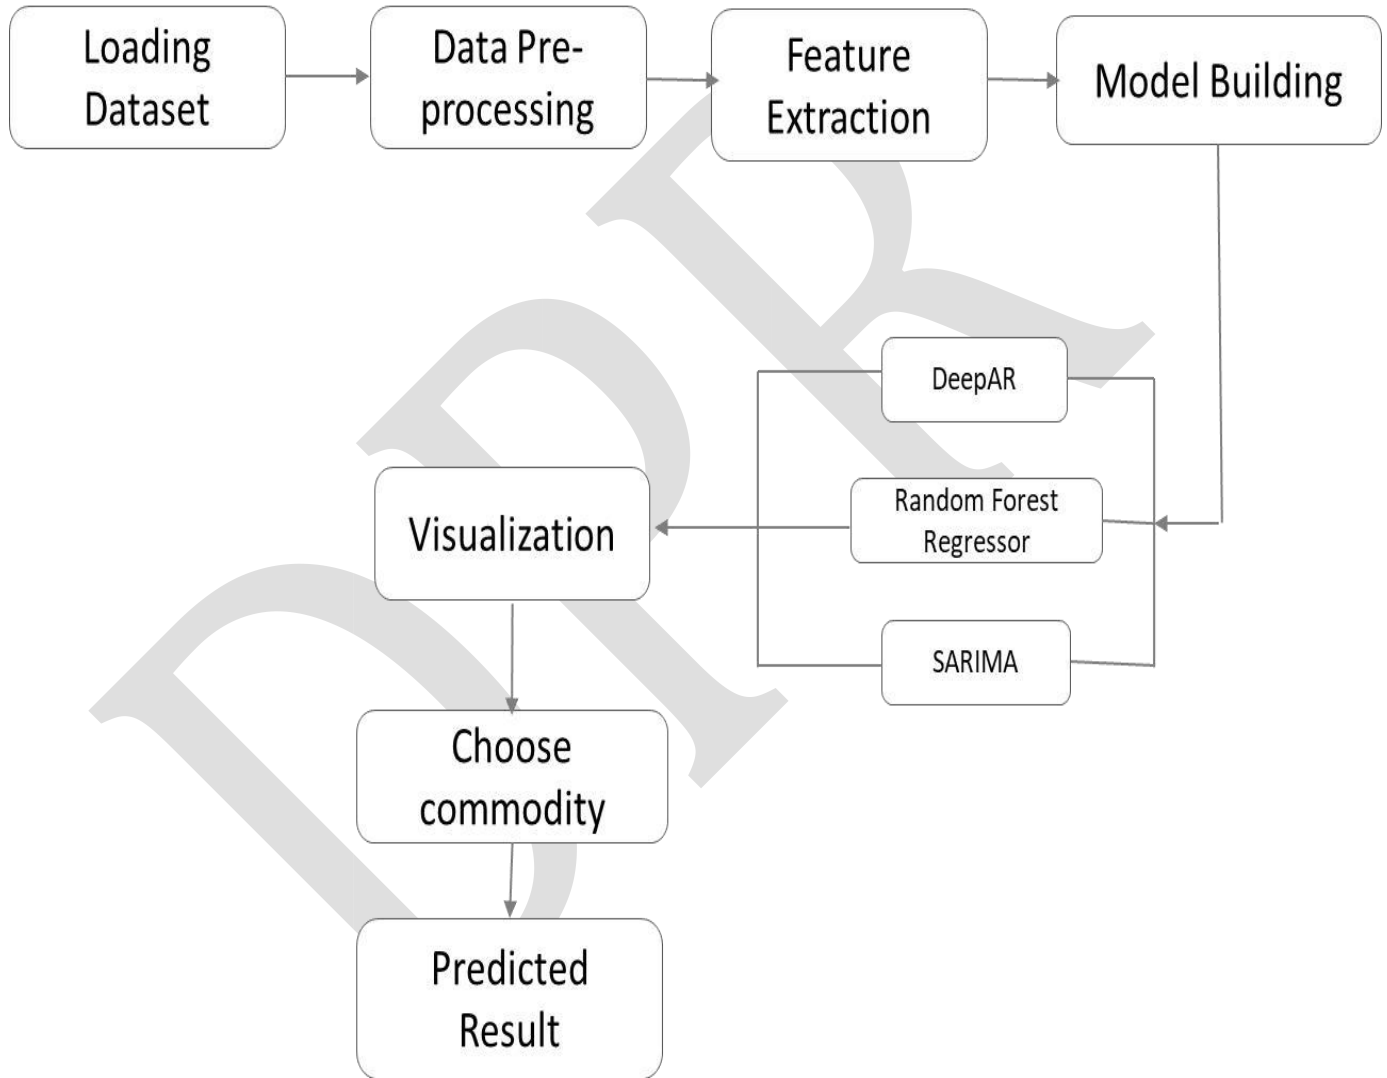 Loading
Dataset
Data Pre-
processing
Feature
Extraction
Model Building
DeepAR
Random Forest
Regressor
SARIMA
Visualization
Choose
commodity
Predicted
Result
DPR